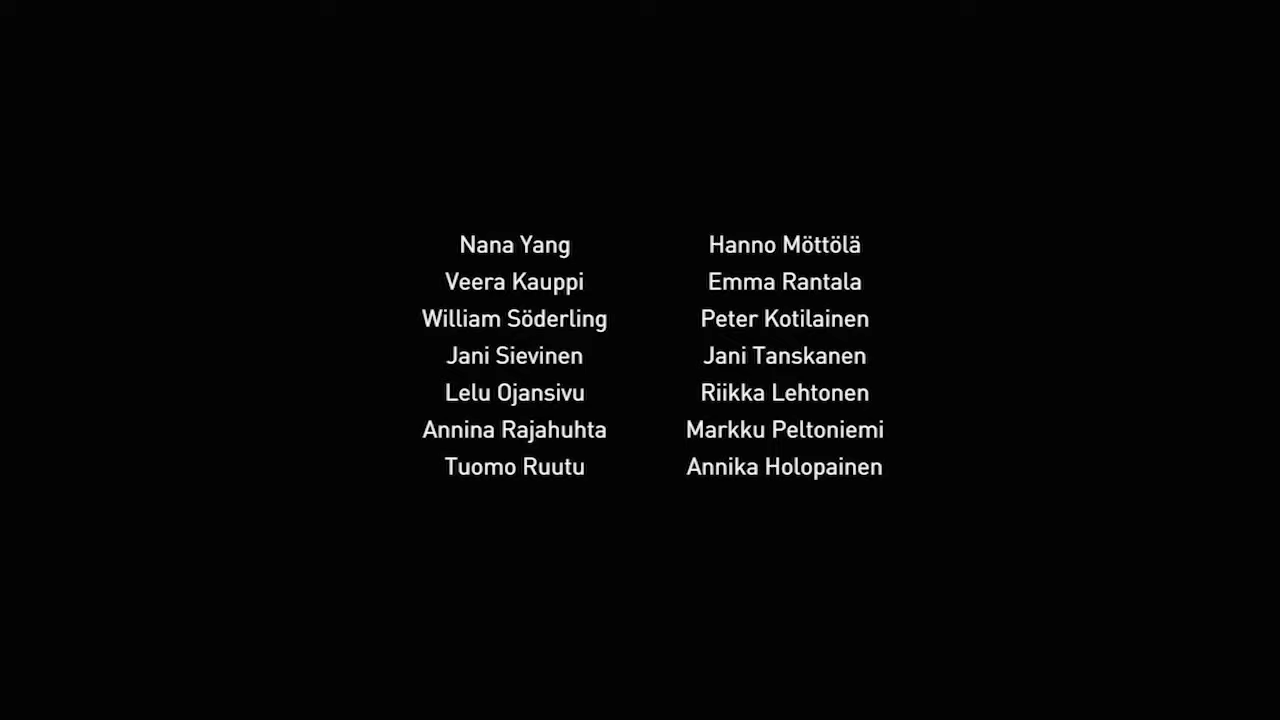 Nana Yang
Veera Kauppi
William Söderling
Jani Sievinen
Lelu Ojansivu
Annina Rajahuhta
Tuomo Ruutu
Hanno Möttölä
Emma Rantala
Peter Kotilainen
Jani Tanskanen
Riikka Lehtonen
Markku Peltoniemi
Annika Holopainen